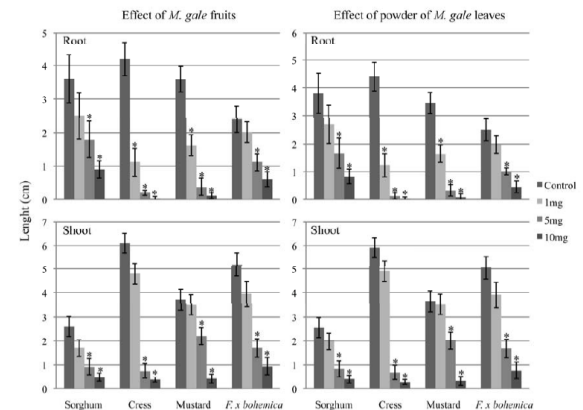 Effect of M. gale fruits
Effect of powder of M. gale leaves
Lenght (cm)
Root
5
4
3
2
1
0
* * * * * * * * *
Root
5
4
3
2
1
0
* * * * * * * * * *
Control
1mg
5mg
10mg
Shoot
7
6
5
4
3
2
1
0
* * * * * * *
Shoot
6
5
4
3
2
1
0
* * * * * * * *
Sorghum Cress Mustard F. x bohemica
Sorghum Cress Mustard F. x bohemica